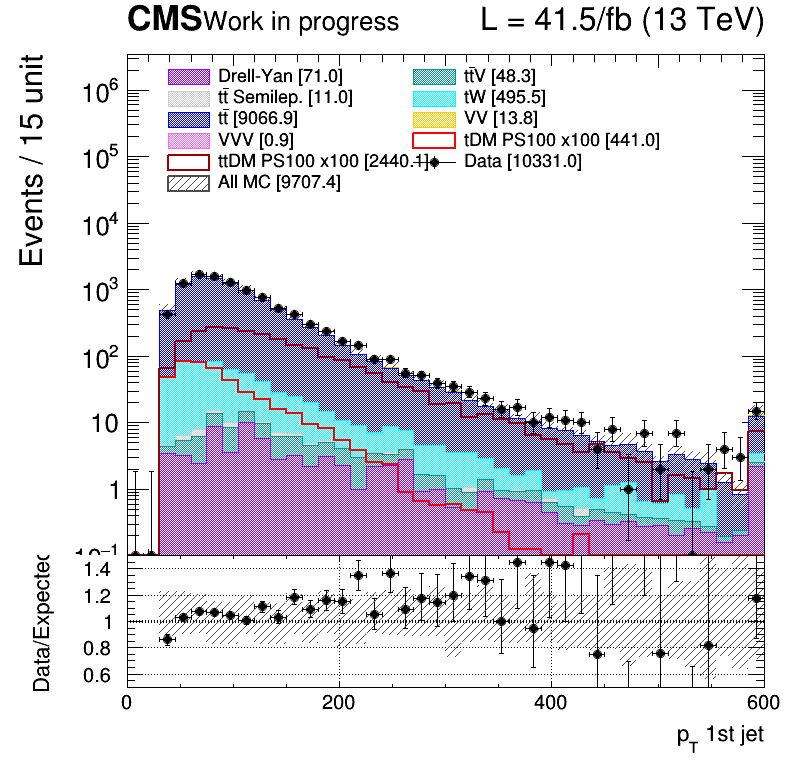 CMS Work in progress L = 41.5/fb (13 TeV)
Events / 15 unit
Drell-Yan [71.0] tt̄V [48.3]
tt̄ Semilep. [11.0] tW [495.5]
tt̄ [9066.9] VV [13.8]
VVV [0.9] tDM PS100 x100 [441.0]
ttDM PS100 x100 [2440.1] Data [10331.0]
All MC [9707.4]
10⁶
10⁵
10⁴
10³
10²
10
1
10⁻¹
Data/Expected
1.4
1.2
1
0.8
0.6
0 200 400 600
p_T 1st jet